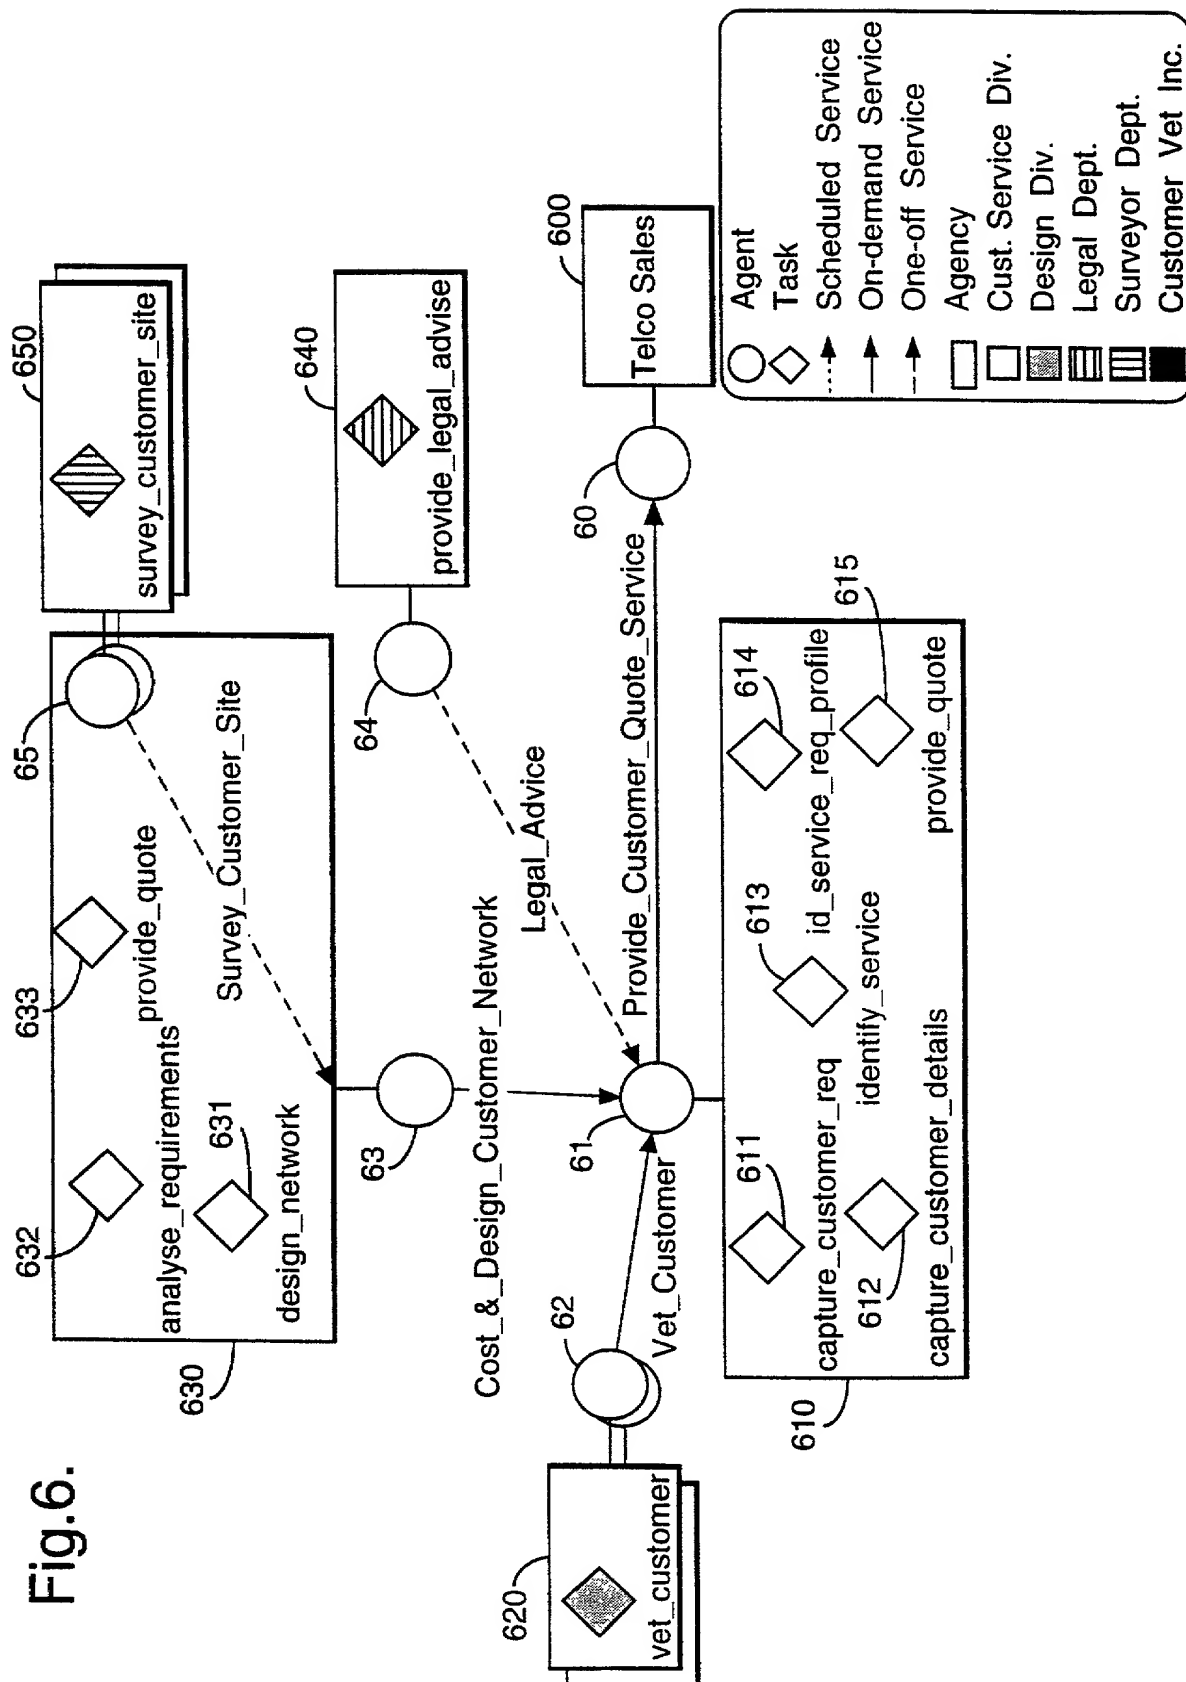 Fig.6.
630
632
analyse_requirements
631
design_network
633
provide_quote
Survey_Customer_Site
65
650
survey_customer_site
63
Cost_&_Design_Customer_Network
64
Legal_Advice
640
provide_legal_advise
620
vet_customer
62
Vet_Customer
61
Provide_Customer_Quote_Service
60
600
Telco Sales
610
611
capture_customer_req
612
capture_customer_details
613
identify_service
614
id_service_req_profile
615
provide_quote
Agent
Task
Scheduled Service
On-demand Service
One-off Service
Agency
Cust. Service Div.
Design Div.
Legal Dept.
Surveyor Dept.
Customer Vet Inc.